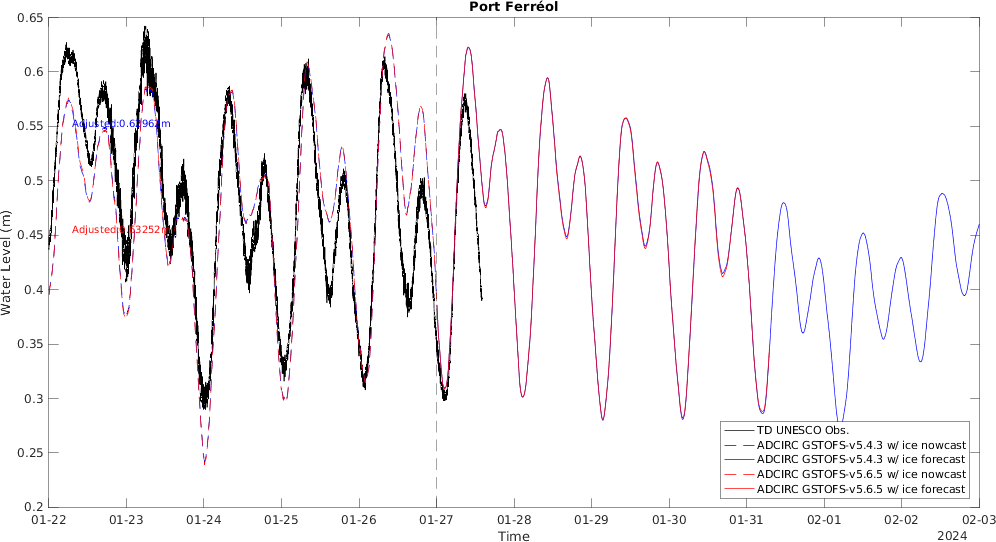 Port Ferréol
0.65
0.6
0.55
0.5
0.45
0.4
0.35
0.3
0.25
0.2
Water Level (m)
Adjusted:0.62962m
TD UNESCO Obs.
ADCIRC GSTOFS-v5.4.3 w/ ice nowcast
ADCIRC GSTOFS-v5.4.3 w/ ice forecast
ADCIRC GSTOFS-v5.6.5 w/ ice nowcast
ADCIRC GSTOFS-v5.6.5 w/ ice forecast
01-22 01-23 01-24 01-25 01-26 01-27 01-28 01-29 01-30 01-31 02-01 02-02 02-03
Time
2024